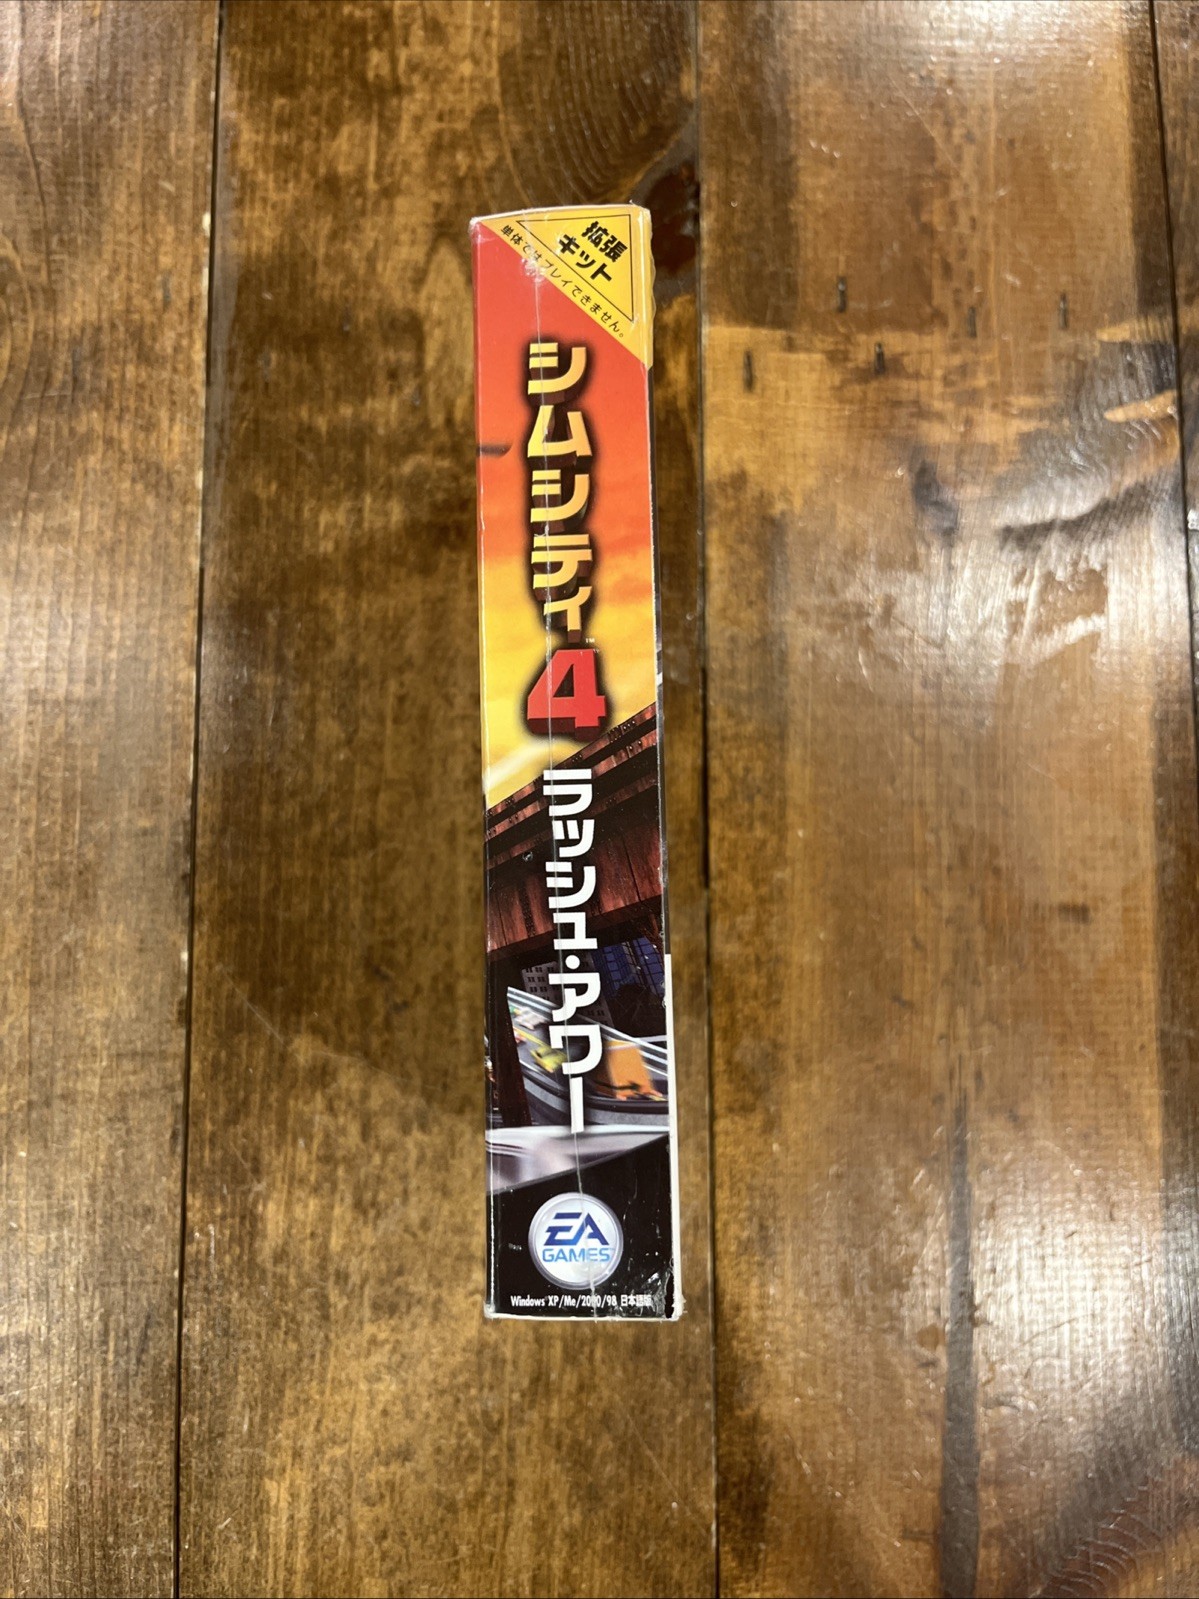 拡張
キット
単体ではプレイできません。
シムシティ4
™
ラッシュ・アワー
EA
GAMES™
Windows® XP/Me/2000/98 日本語版